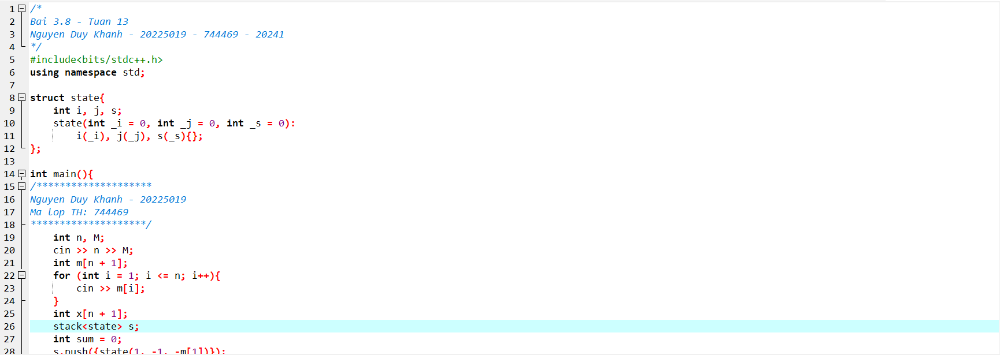 1 /*
2 Bai 3.8 - Tuan 13
3 Nguyen Duy Khanh - 20225019 - 744469 - 20241
4 */
5 #include<bits/stdc++.h>
6 using namespace std;
7
8 struct state{
9 int i, j, s;
10 state(int _i = 0, int _j = 0, int _s = 0):
11 i(_i), j(_j), s(_s){};
12 };
13
14 int main(){
15 /********************
16 Nguyen Duy Khanh - 20225019
17 Ma lop TH: 744469
18 ********************/
19 int n, M;
20 cin >> n >> M;
21 int m[n + 1];
22 for (int i = 1; i <= n; i++){
23 cin >> m[i];
24 }
25 int x[n + 1];
26 stack<state> s;
27 int sum = 0;
28 s.push({state(1, -1, -m[1])});